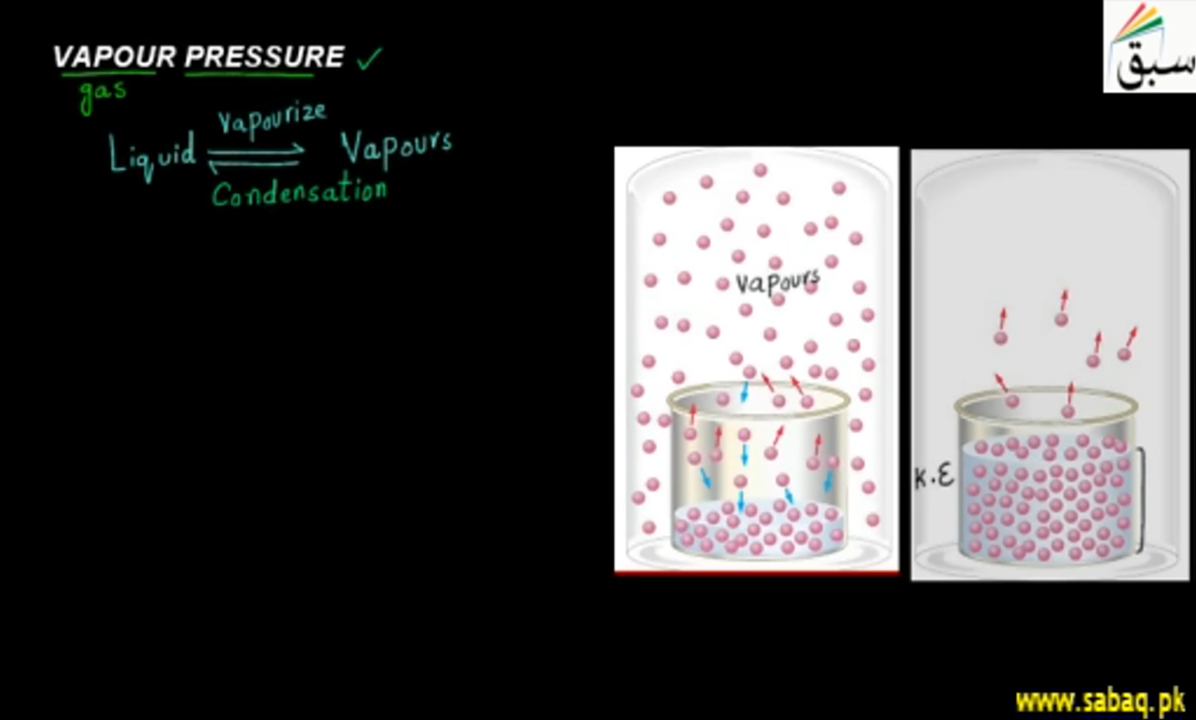 VAPOUR PRESSURE ✓
gas
Vapourize
Liquid ⇌ Vapours
Condensation
Vapours
K.E
سبق
www.sabaq.pk